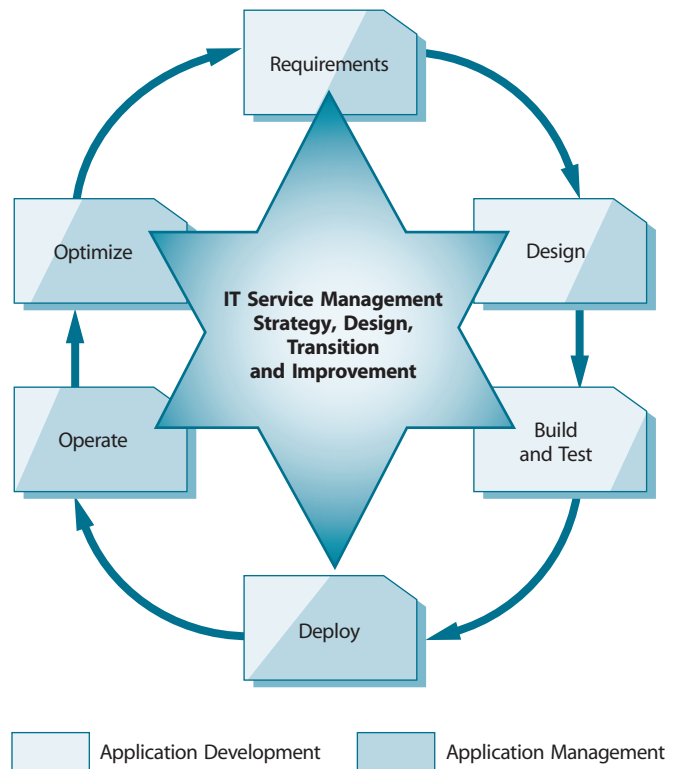 Requirements
Optimize
Design
IT Service Management
Strategy, Design,
Transition
and Improvement
Operate
Build
and Test
Deploy
Application Development
Application Management